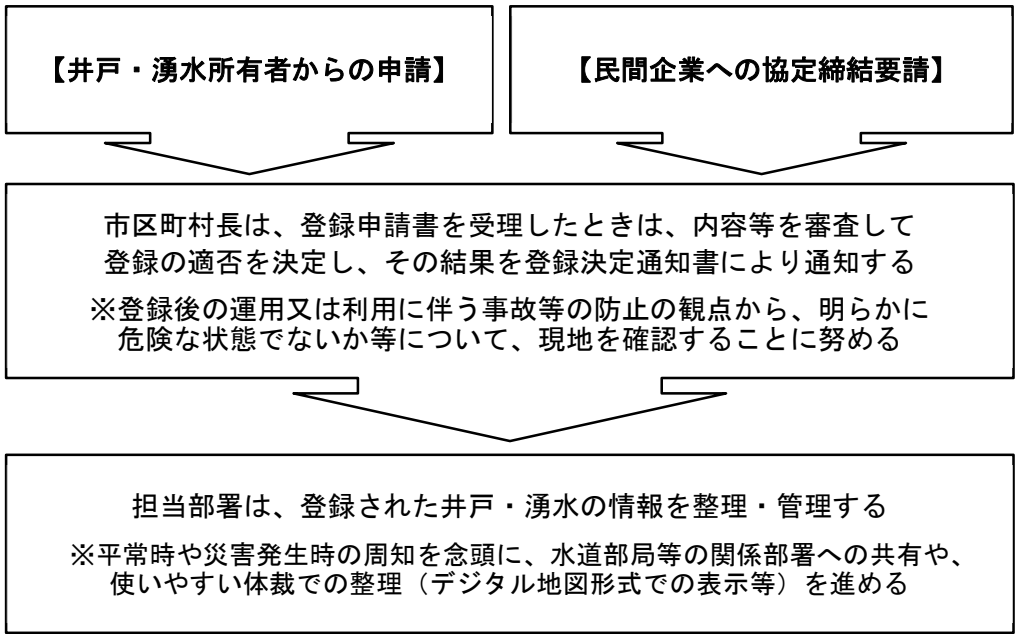 【井戸・湧水所有者からの申請】
【民間企業への協定締結要請】
市区町村長は、登録申請書を受理したときは、内容等を審査して
登録の適否を決定し、その結果を登録決定通知書により通知する
※登録後の運用又は利用に伴う事故等の防止の観点から、明らかに
危険な状態でないか等について、現地を確認することに努める
担当部署は、登録された井戸・湧水の情報を整理・管理する
※平常時や災害発生時の周知を念頭に、水道部局等の関係部署への共有や、
使いやすい体裁での整理（デジタル地図形式での表示等）を進める